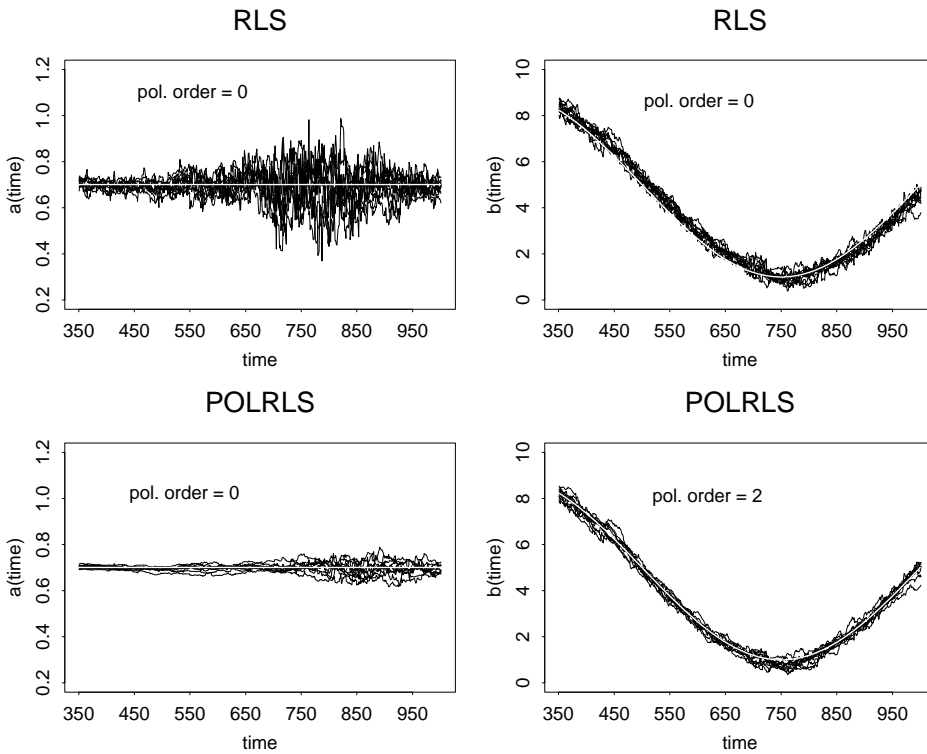 RLS
a(time)
1.2
1.0
0.8
0.6
0.4
0.2
pol. order = 0
350 450 550 650 750 850 950
time
RLS
b(time)
10
8
6
4
2
0
pol. order = 0
350 450 550 650 750 850 950
time
POLRLS
a(time)
1.2
1.0
0.8
0.6
0.4
0.2
pol. order = 0
350 450 550 650 750 850 950
time
POLRLS
b(time)
10
8
6
4
2
0
pol. order = 2
350 450 550 650 750 850 950
time